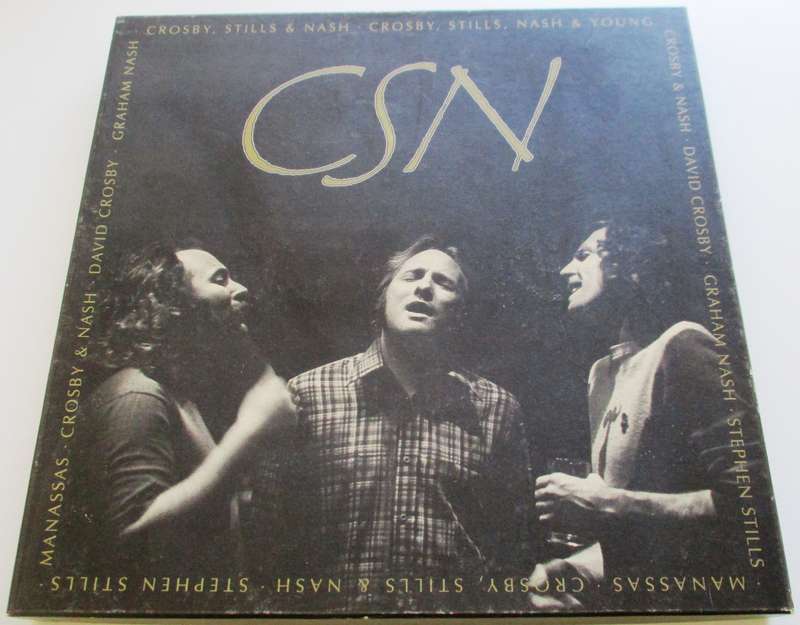 CROSBY, STILLS & NASH · CROSBY, STILLS, NASH & YOUNG
CROSBY & NASH · DAVID CROSBY · GRAHAM NASH · STEPHEN STILLS
MANASSAS · CROSBY, STILLS & NASH · STEPHEN STILLS ·
MANASSAS · CROSBY & NASH · DAVID CROSBY · GRAHAM NASH
CSN